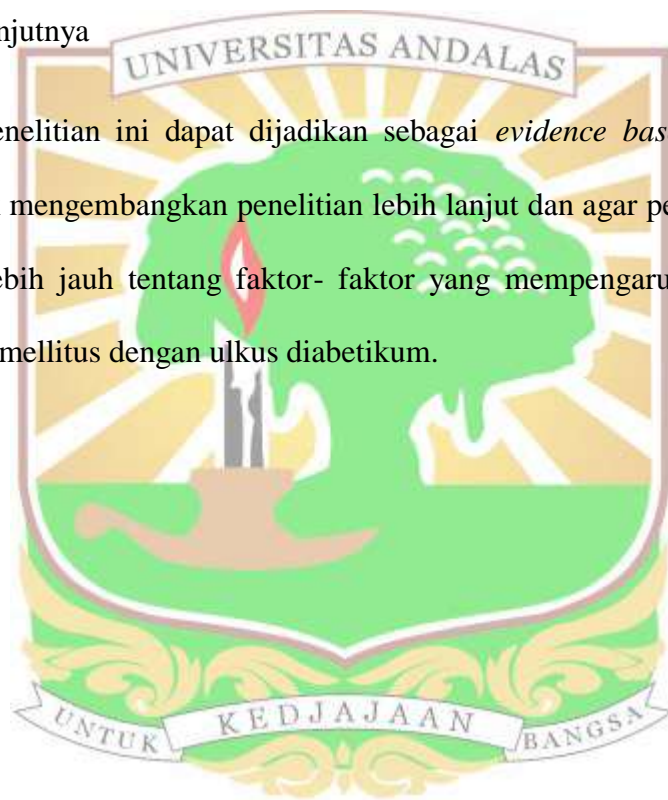 njutnya
UNIVERSITAS ANDALAS
enelitian ini dapat dijadikan sebagai evidence bas
mengembangkan penelitian lebih lanjut dan agar pe
ebih jauh tentang faktor- faktor yang mempengaru
mellitus dengan ulkus diabetikum.
UNTUK KEDJAJAAN BANGSA